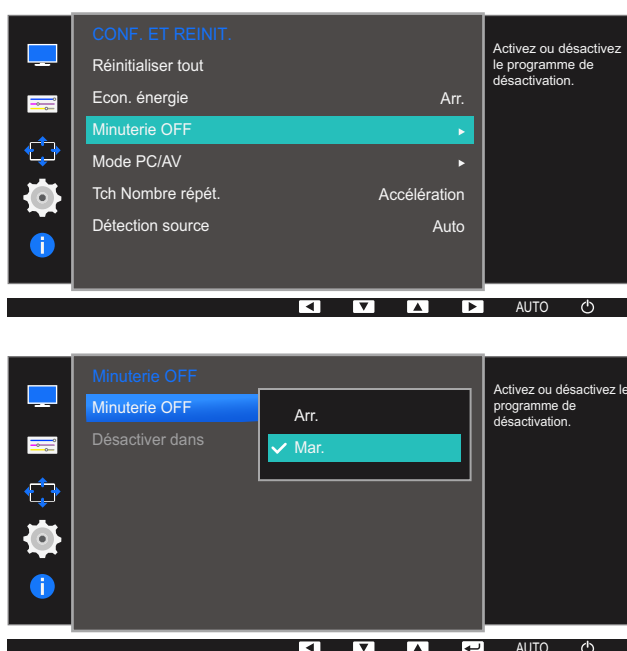 CONF. ET REINIT.
Réinitialiser tout
Econ. énergie Arr.
Minuterie OFF
Mode PC/AV
Tch Nombre répét. Accélération
Détection source Auto
Activez ou désactivez
le programme de
désactivation.
AUTO
Minuterie OFF
Minuterie OFF
Désactiver dans
Arr.
Mar.
Activez ou désactivez le
programme de
désactivation.
AUTO